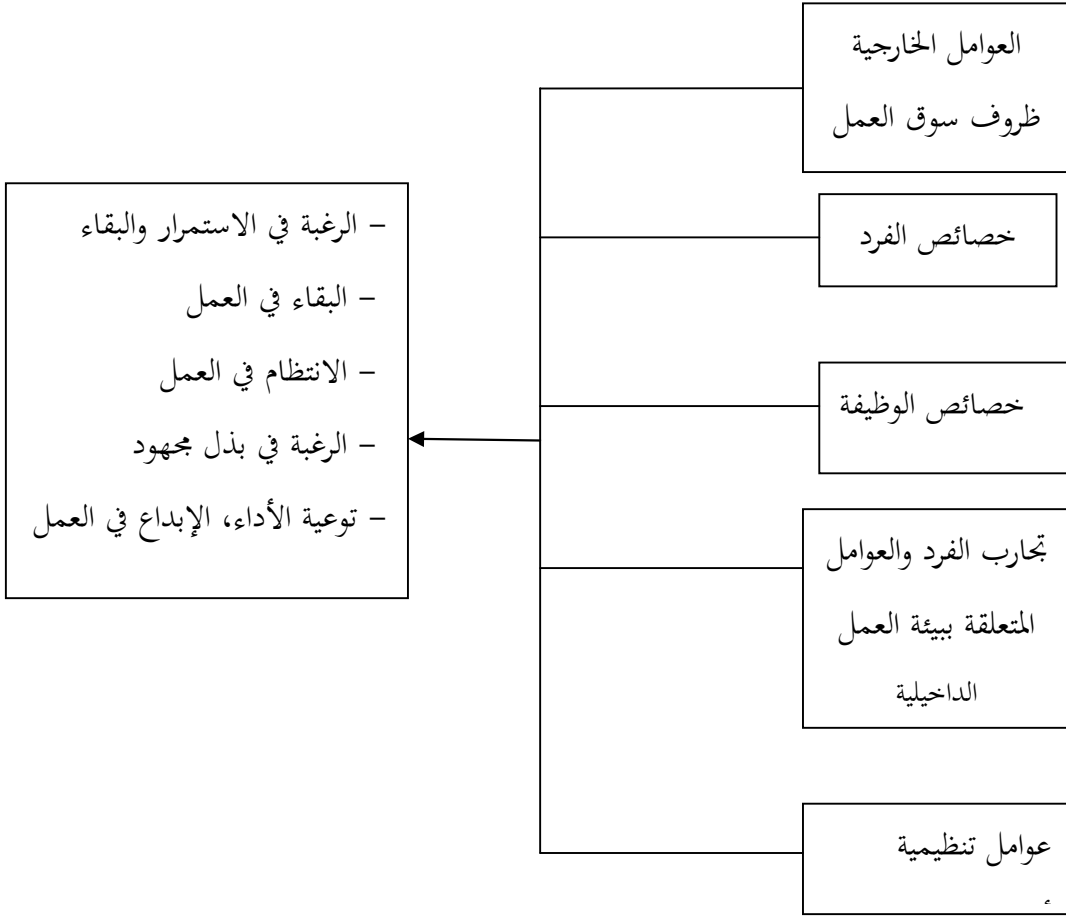 العوامل الخارجية
ظروف سوق العمل
خصائص الفرد
خصائص الوظيفة
تجارب الفرد والعوامل
المتعلقة ببيئة العمل
الداخيلية
عوامل تنظيمية
– الرغبة في الاستمرار والبقاء
– البقاء في العمل
– الانتظام في العمل
– الرغبة في بذل مجهود
– توعية الأداء، الإبداع في العمل